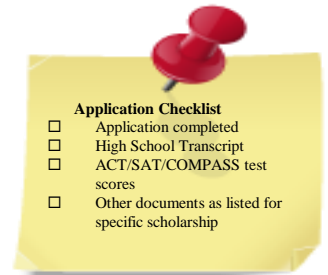 Application Checklist
☐ Application completed
☐ High School Transcript
☐ ACT/SAT/COMPASS test
scores
☐ Other documents as listed for
specific scholarship